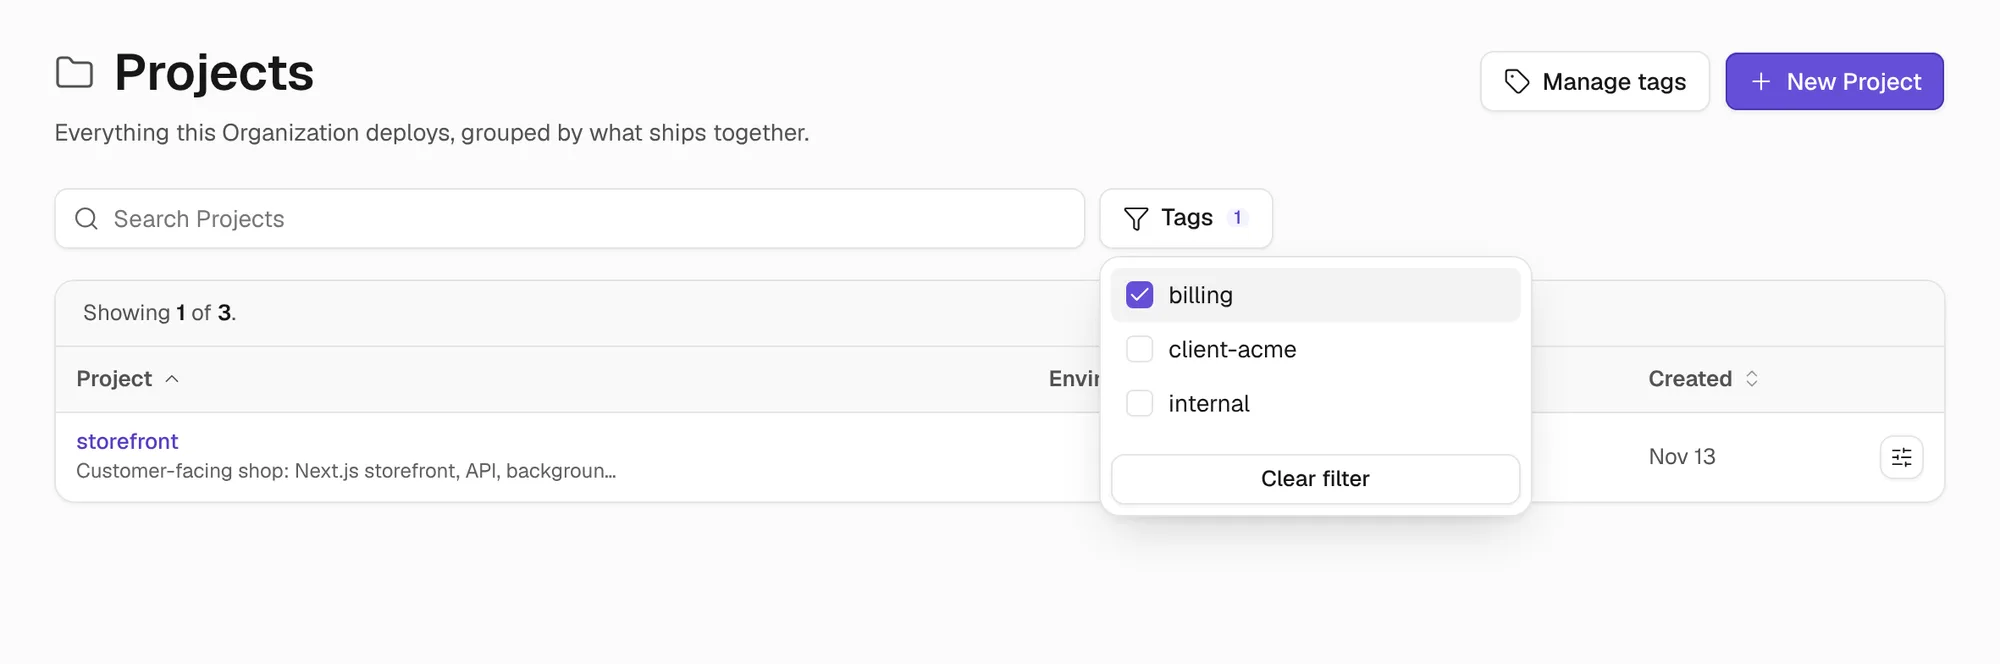 Projects
Manage tags
New Project
Everything this Organization deploys, grouped by what ships together.
Search Projects
Tags 1
billing
client-acme
internal
Clear filter
Showing 1 of 3.
Project
Created
storefront
Customer-facing shop: Next.js storefront, API, backgroun...
Nov 13